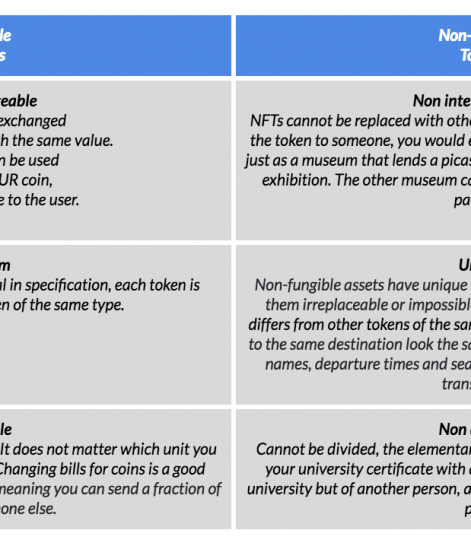 le
s
Non-
To
eable
exchanged
h the same value.
n be used
UR coin,
e to the user.
Non inte
NFTs cannot be replaced with othe
the token to someone, you would e
just as a museum that lends a picas
exhibition. The other museum ca
pa
m
l in specification, each token is
en of the same type.
U
Non-fungible assets have unique
them irreplaceable or impossible
differs from other tokens of the sa
to the same destination look the sa
names, departure times and sea
trans
le
It does not matter which unit you
Changing bills for coins is a good
meaning you can send a fraction of
one else.
Non
Cannot be divided, the elementar
your university certificate with
university but of another person, a
p